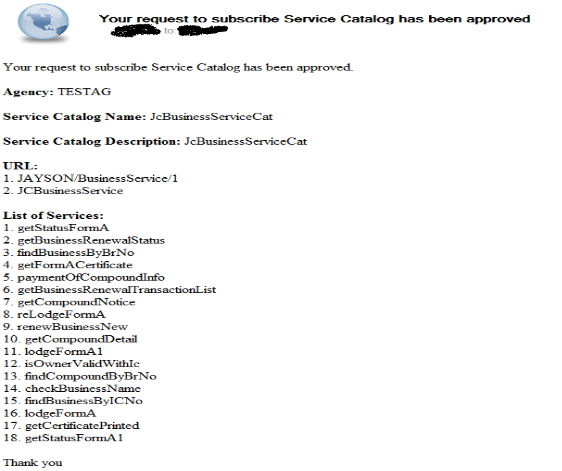 Your request to subscribe Service Catalog has been approved
to:
Your request to subscribe Service Catalog has been approved.
Agency: TESTAG
Service Catalog Name: JcBusinessServiceCat
Service Catalog Description: JcBusinessServiceCat
URL:
1. JAYSON/BusinessService/1
2. JCBusinessService
List of Services:
1. getStatusFormA
2. getBusinessRenewalStatus
3. findBusinessByBrNo
4. getFormACertificate
5. paymentOfCompoundInfo
6. getBusinessRenewalTransactionList
7. getCompoundNotice
8. reLodgeFormA
9. renewBusinessNew
10. getCompoundDetail
11. lodgeFormA1
12. isOwnerValidWithIc
13. findCompoundByBrNo
14. checkBusinessName
15. findBusinessByICNo
16. lodgeFormA
17. getCertificatePrinted
18. getStatusFormA1
Thank you